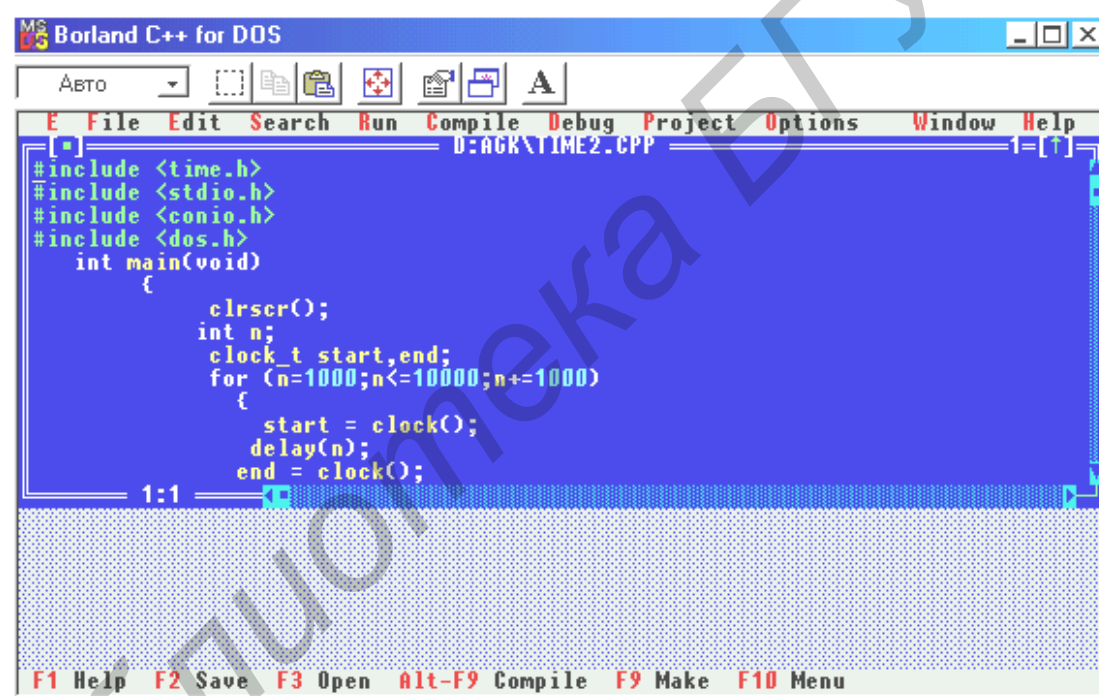 Borland C++ for DOS
Авто
E File Edit Search Run Compile Debug Project Options Window Help
[■] D:AGK\TIME2.CPP 1=[↑]
#include <time.h>
#include <stdio.h>
#include <conio.h>
#include <dos.h>
int main(void)
{
clrscr();
int n;
clock_t start,end;
for (n=1000;n<=10000;n+=1000)
{
start = clock();
delay(n);
end = clock();
1:1
F1 Help F2 Save F3 Open Alt-F9 Compile F9 Make F10 Menu